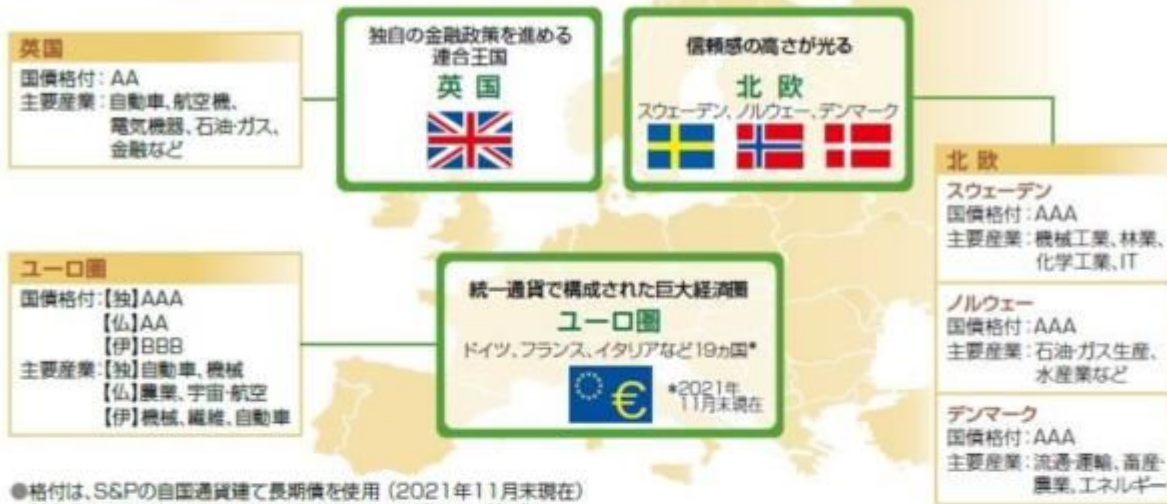 英国
国債格付：AA
主要産業：自動車、航空機、
電気機器、石油・ガス、
金融など
独自の金融政策を進める
連合王国
英国
信頼感の高さが光る
北欧
スウェーデン、ノルウェー、デンマーク
北欧
スウェーデン
国債格付：AAA
主要産業：機械工業、林業、
化学工業、IT
ノルウェー
国債格付：AAA
主要産業：石油・ガス生産、
水産業など
デンマーク
国債格付：AAA
主要産業：流通・運輸、畜産・
農業、エネルギー
ユーロ圏
国債格付：【独】AAA
【仏】AA
【伊】BBB
主要産業：【独】自動車、機械
【仏】農業、宇宙・航空
【伊】機械、繊維、自動車
統一通貨で構成された巨大経済圏
ユーロ圏
ドイツ、フランス、イタリアなど19ヵ国*
€
*2021年
11月末現在
●格付は、S&Pの自国通貨建て長期債を使用（2021年11月末現在）